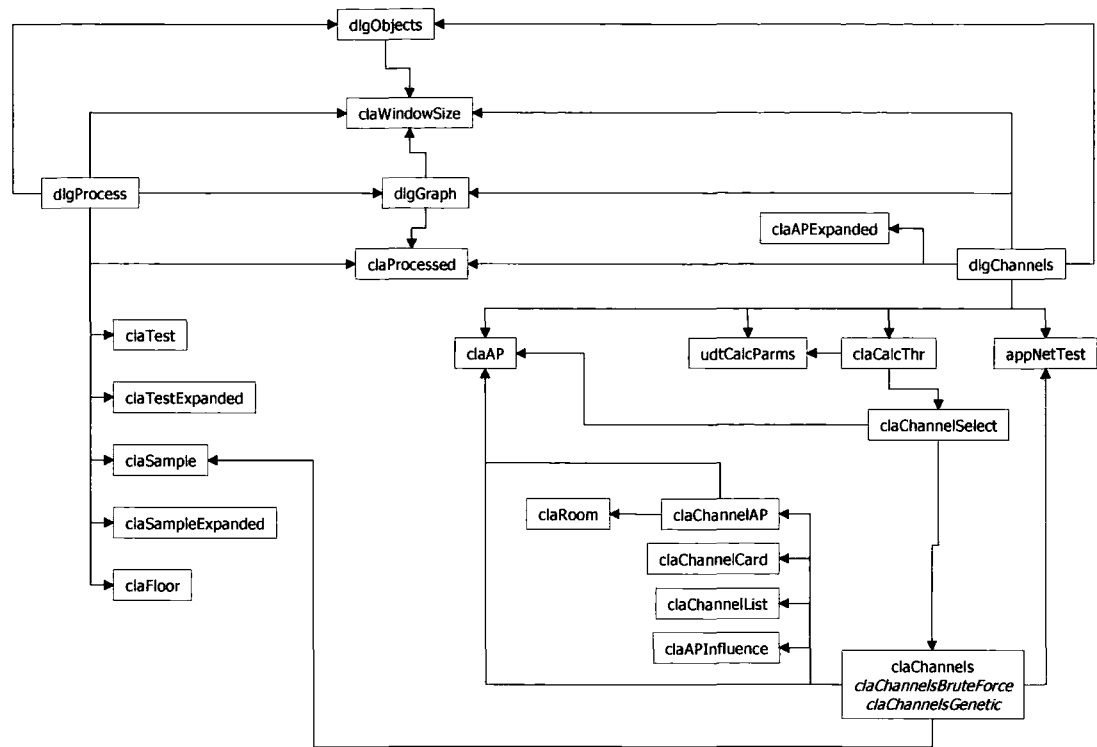 dlgObjects
claWindowSize
dlgProcess
dlgGraph
claAPExpanded
claProcessed
dlgChannels
claTest
claAP
udtCalcParms
claCalcThr
appNetTest
claTestExpanded
claChannelSelect
claSample
claRoom
claChannelAP
claSampleExpanded
claChannelCard
claFloor
claChannelList
claAPInfluence
claChannels
claChannelsBruteForce
claChannelsGenetic